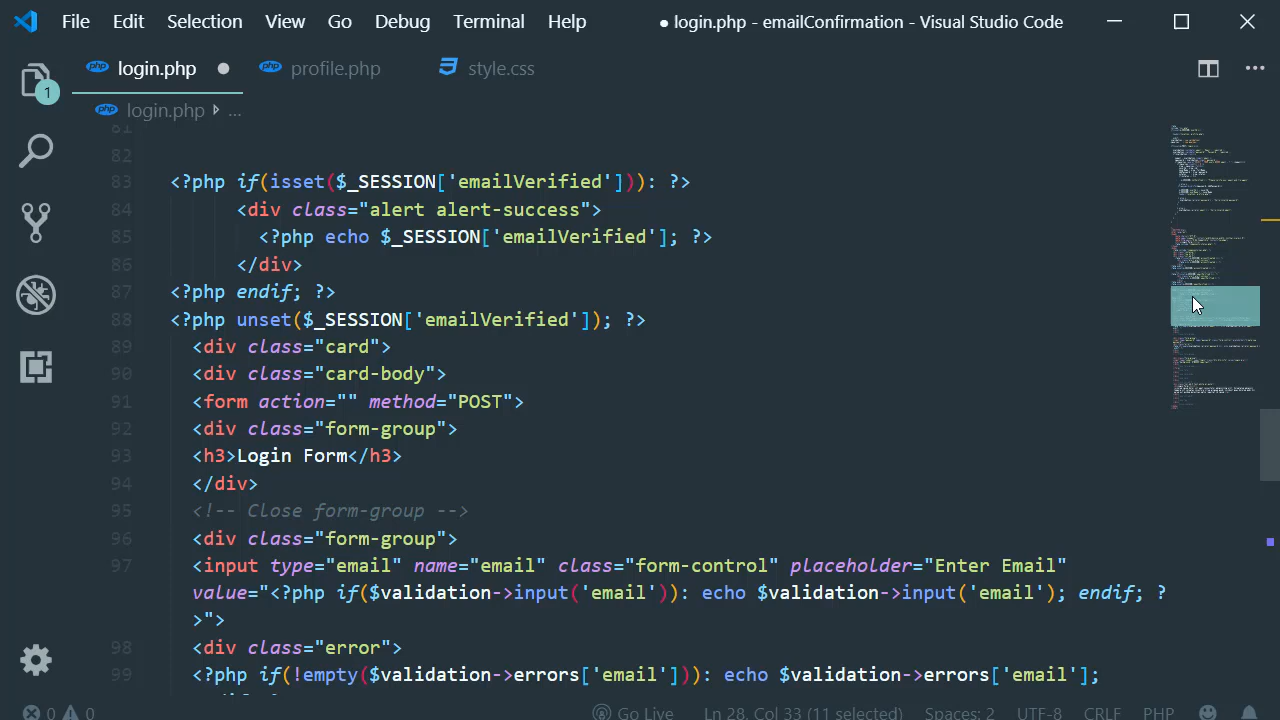 File Edit Selection View Go Debug Terminal Help ● login.php - emailConfirmation - Visual Studio Code
php login.php ● php profile.php style.css
1
php login.php ...
81
82
83 <?php if(isset($_SESSION['emailVerified'])): ?>
84 <div class="alert alert-success">
85 <?php echo $_SESSION['emailVerified']; ?>
86 </div>
87 <?php endif; ?>
88 <?php unset($_SESSION['emailVerified']); ?>
89 <div class="card">
90 <div class="card-body">
91 <form action="" method="POST">
92 <div class="form-group">
93 <h3>Login Form</h3>
94 </div>
95 <!-- Close form-group -->
96 <div class="form-group">
97 <input type="email" name="email" class="form-control" placeholder="Enter Email"
value="<?php if($validation->input('email')): echo $validation->input('email'); endif; ?
>">
98 <div class="error">
99 <?php if(!empty($validation->errors['email'])): echo $validation->errors['email'];
0 0 Go Live Ln 28, Col 33 (11 selected) Spaces: 2 UTF-8 CRLF PHP